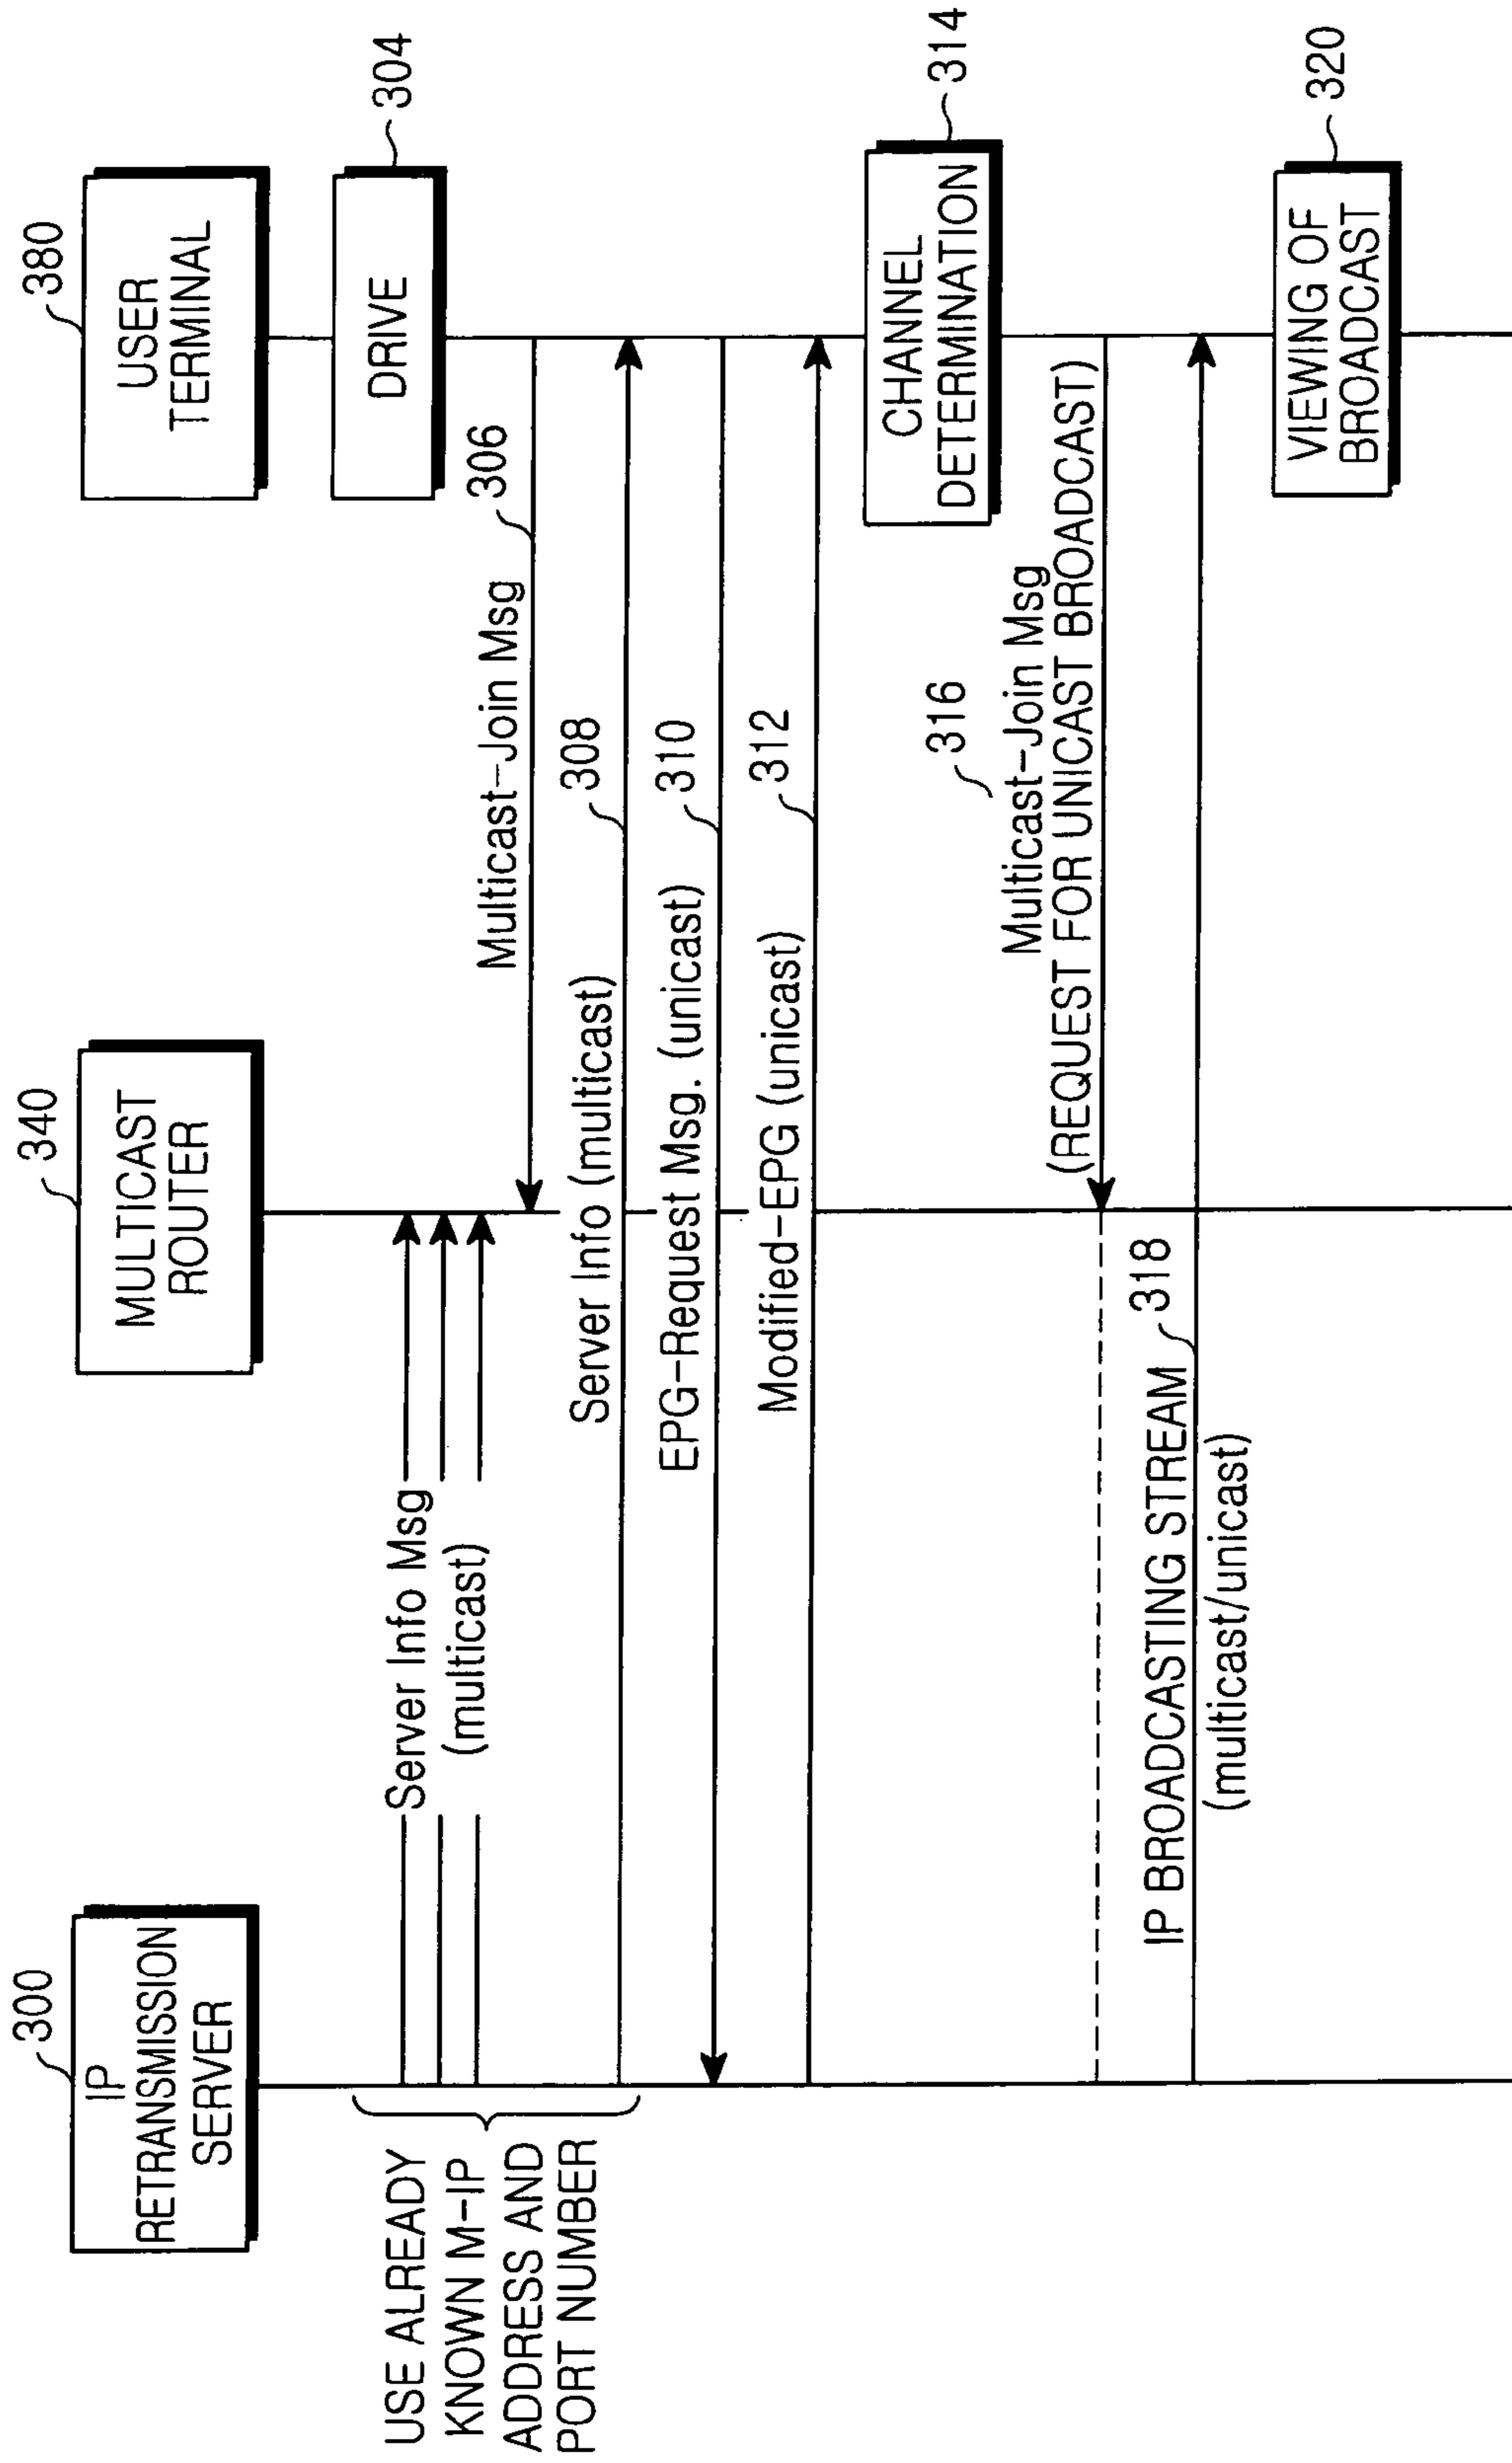 300
IP
RETRANSMISSION
SERVER
340
MULTICAST
ROUTER
380
USER
TERMINAL
DRIVE
304
USE ALREADY
KNOWN M-IP
ADDRESS AND
PORT NUMBER
Server Info Msg
(multicast)
Multicast-Join Msg
306
Server Info (multicast)
308
EPG-Request Msg. (unicast)
310
Modified-EPG (unicast)
312
CHANNEL
DETERMINATION
314
316
Multicast-Join Msg
(REQUEST FOR UNICAST BROADCAST)
IP BROADCASTING STREAM
318
(multicast/unicast)
VIEWING OF
BROADCAST
320